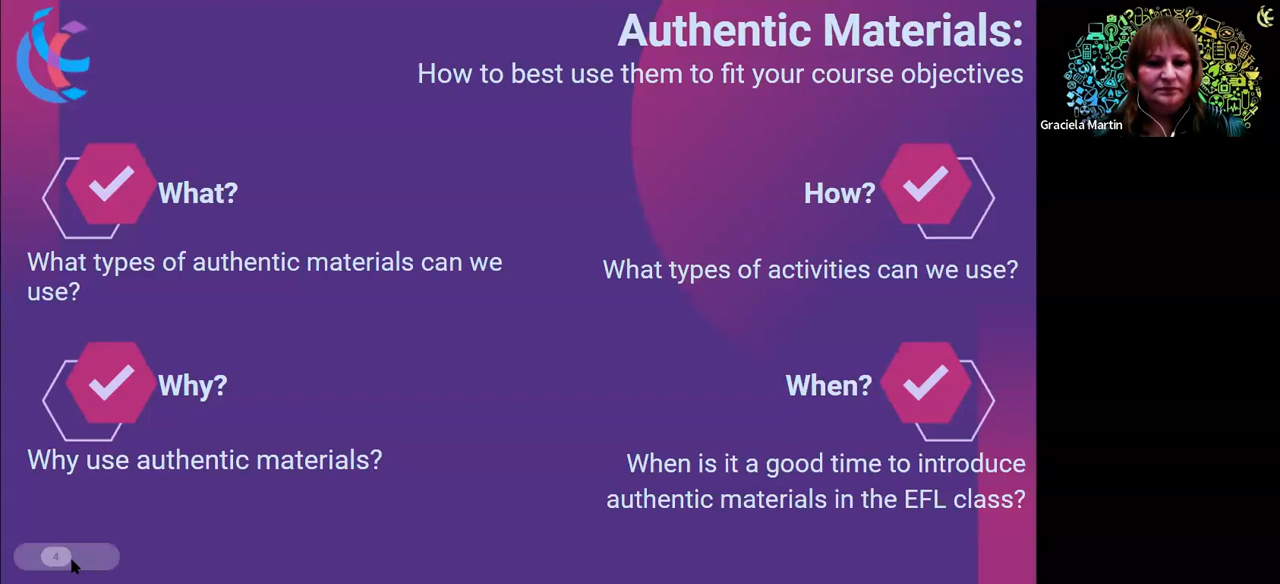 Authentic Materials:
How to best use them to fit your course objectives
Graciela Martin
What?
What types of authentic materials can we
use?
How?
What types of activities can we use?
Why?
Why use authentic materials?
When?
When is it a good time to introduce
authentic materials in the EFL class?
4